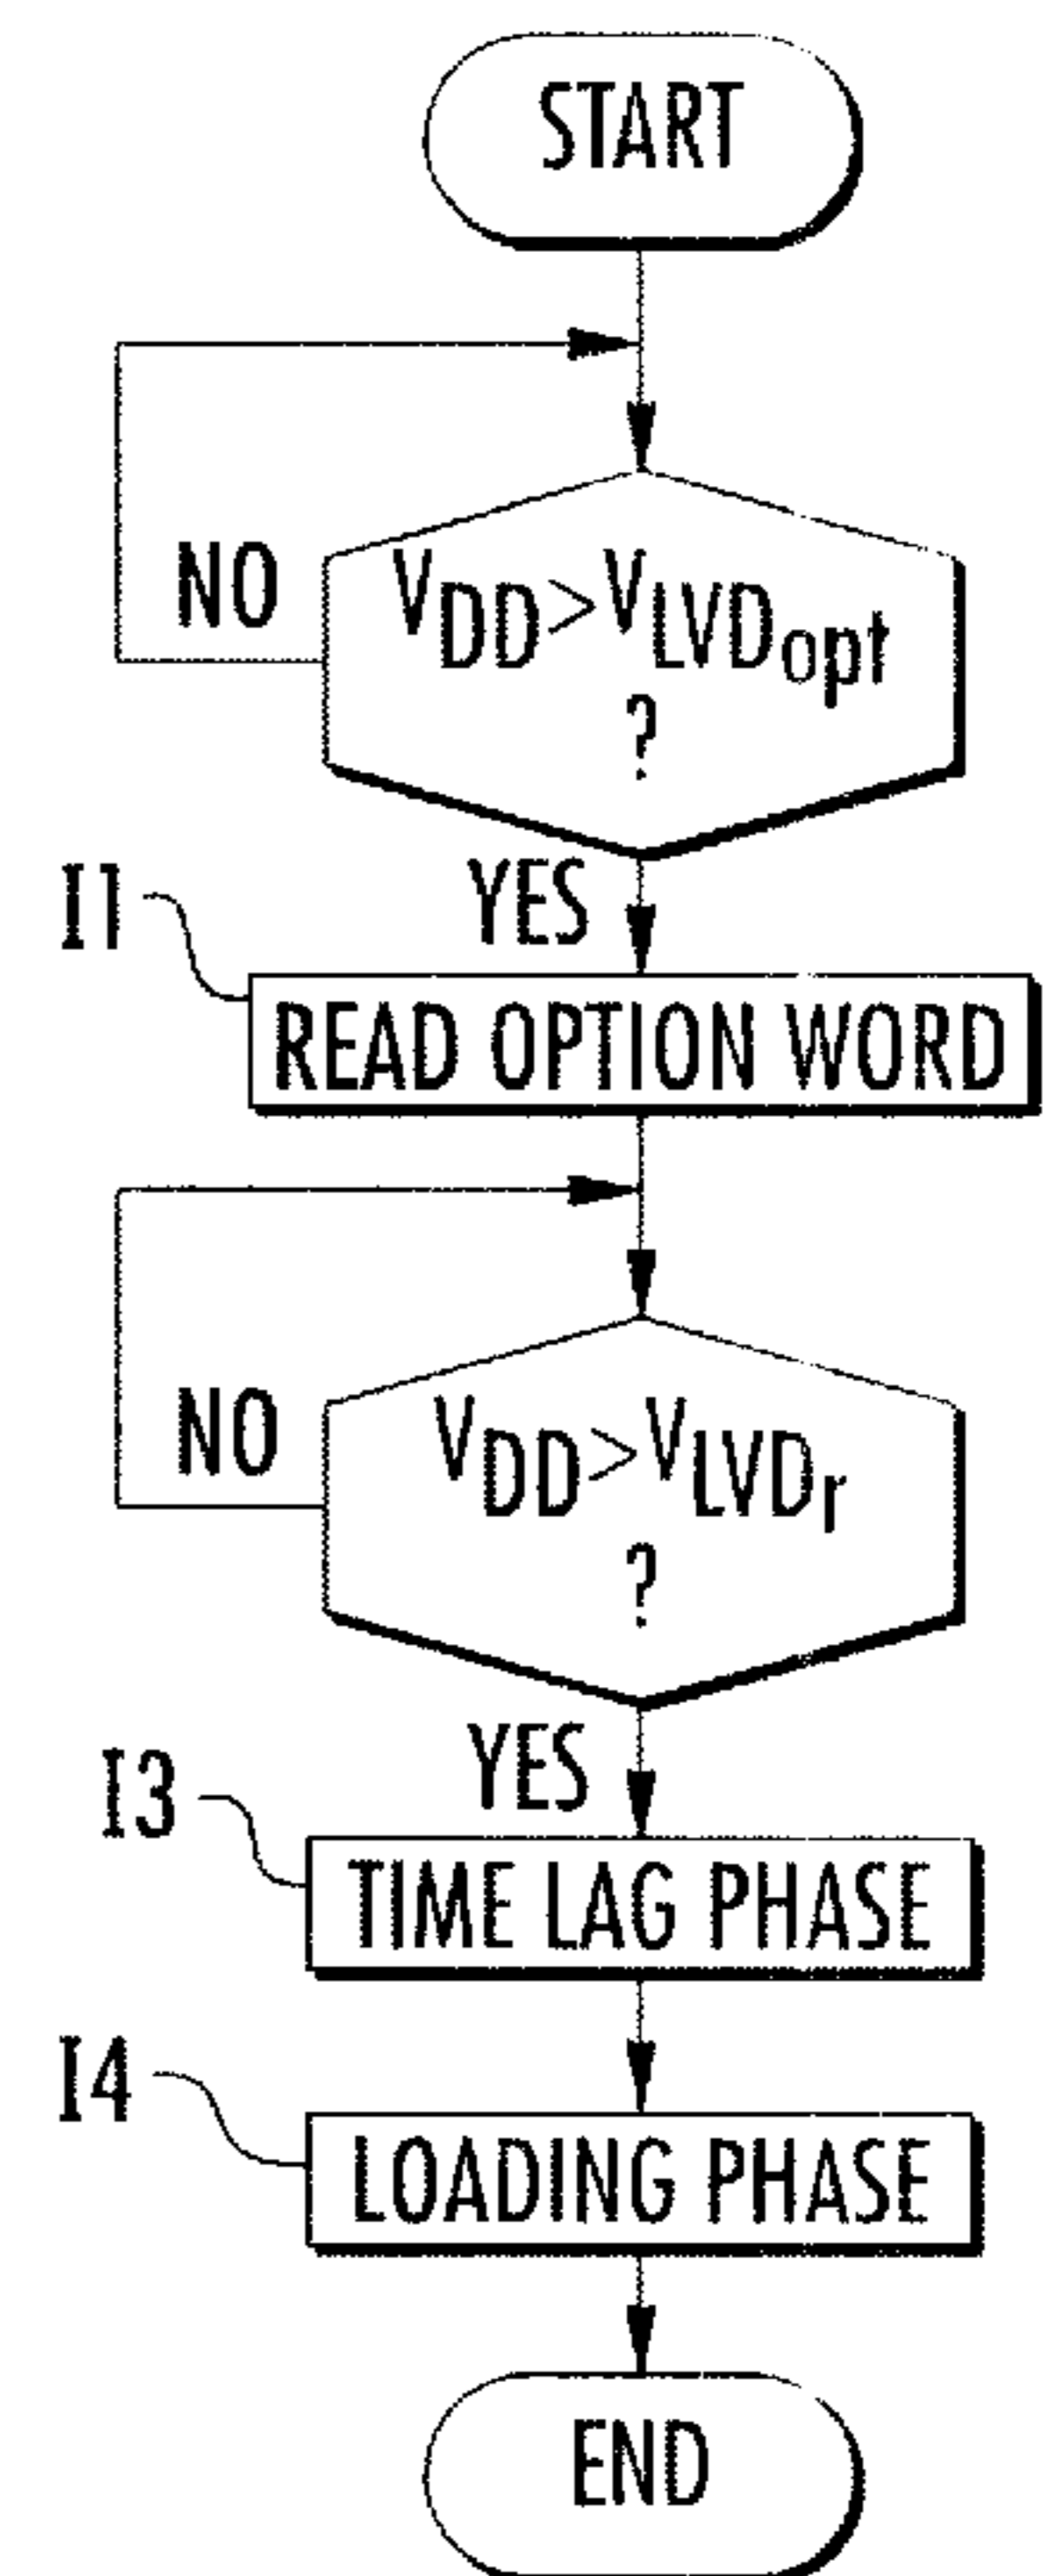 START
NO
VDD>VLVDopt
?
YES
I1
READ OPTION WORD
NO
VDD>VLVDr
?
YES
I3
TIME LAG PHASE
I4
LOADING PHASE
END